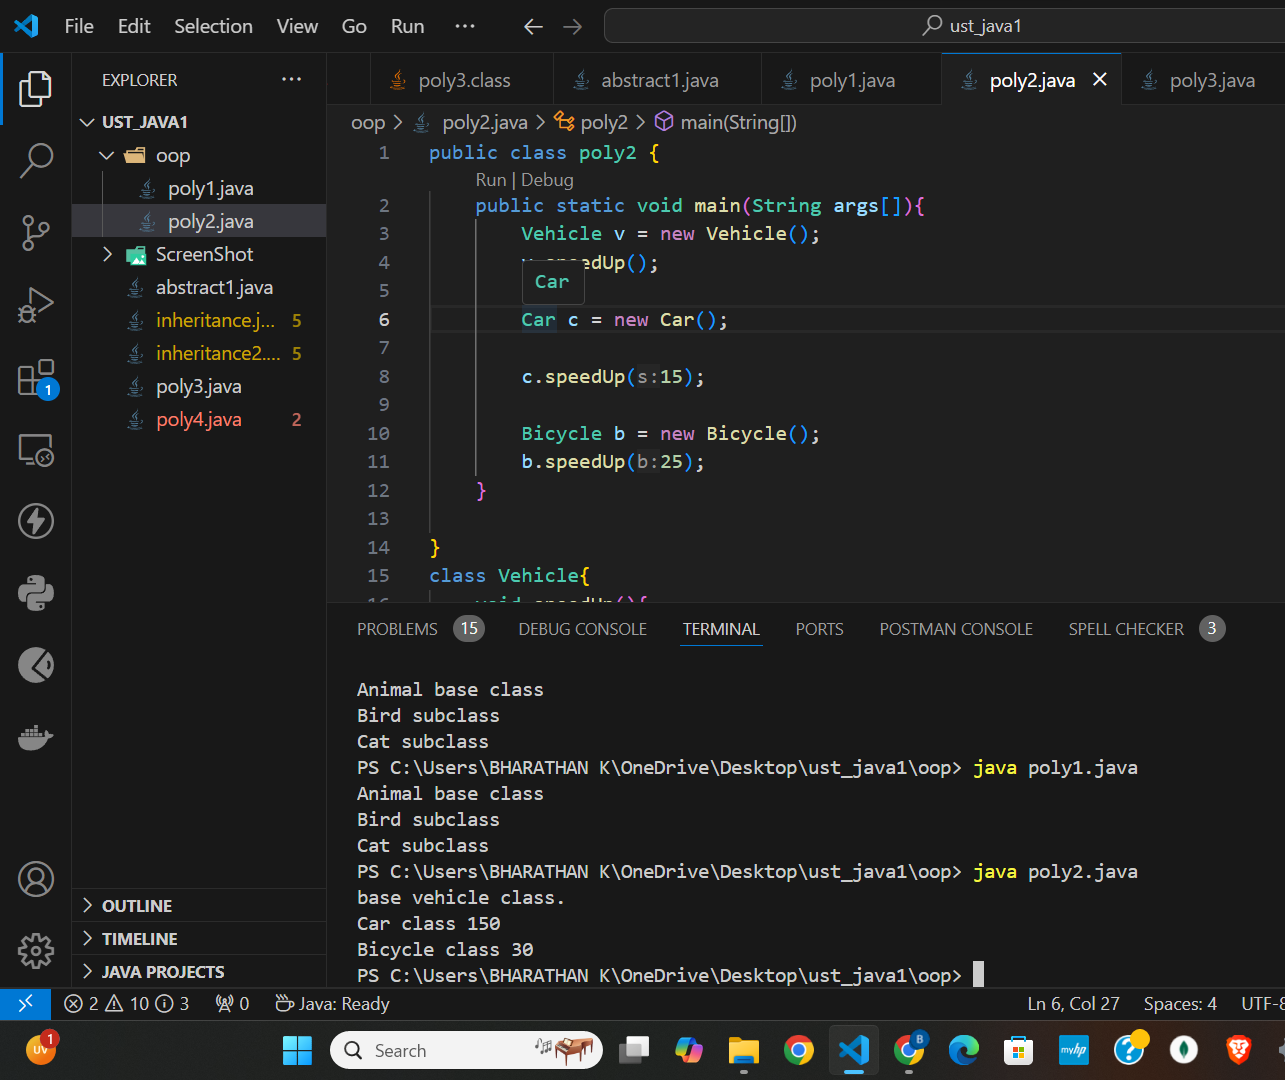 File Edit Selection View Go Run ··· ust_java1
EXPLORER ···
UST_JAVA1
oop
poly1.java
poly2.java
ScreenShot
abstract1.java
inheritance.j... 5
inheritance2.... 5
poly3.java
poly4.java 2
1
OUTLINE
TIMELINE
JAVA PROJECTS
poly3.class abstract1.java poly1.java poly2.java poly3.java
oop > poly2.java > poly2 > main(String[])
1 public class poly2 {
Run | Debug
2 public static void main(String args[]){
3 Vehicle v = new Vehicle();
4 speedUp();
Car
5
6 Car c = new Car();
7
8 c.speedUp(s:15);
9
10 Bicycle b = new Bicycle();
11 b.speedUp(b:25);
12 }
13
14 }
15 class Vehicle{
16 void speedUp(){
PROBLEMS 15 DEBUG CONSOLE TERMINAL PORTS POSTMAN CONSOLE SPELL CHECKER 3
Animal base class
Bird subclass
Cat subclass
PS C:\Users\BHARATHAN K\OneDrive\Desktop\ust_java1\oop> java poly1.java
Animal base class
Bird subclass
Cat subclass
PS C:\Users\BHARATHAN K\OneDrive\Desktop\ust_java1\oop> java poly2.java
base vehicle class.
Car class 150
Bicycle class 30
PS C:\Users\BHARATHAN K\OneDrive\Desktop\ust_java1\oop>
2 10 3 0 Java: Ready Ln 6, Col 27 Spaces: 4 UTF-8
UV 1 Search B myhp ?